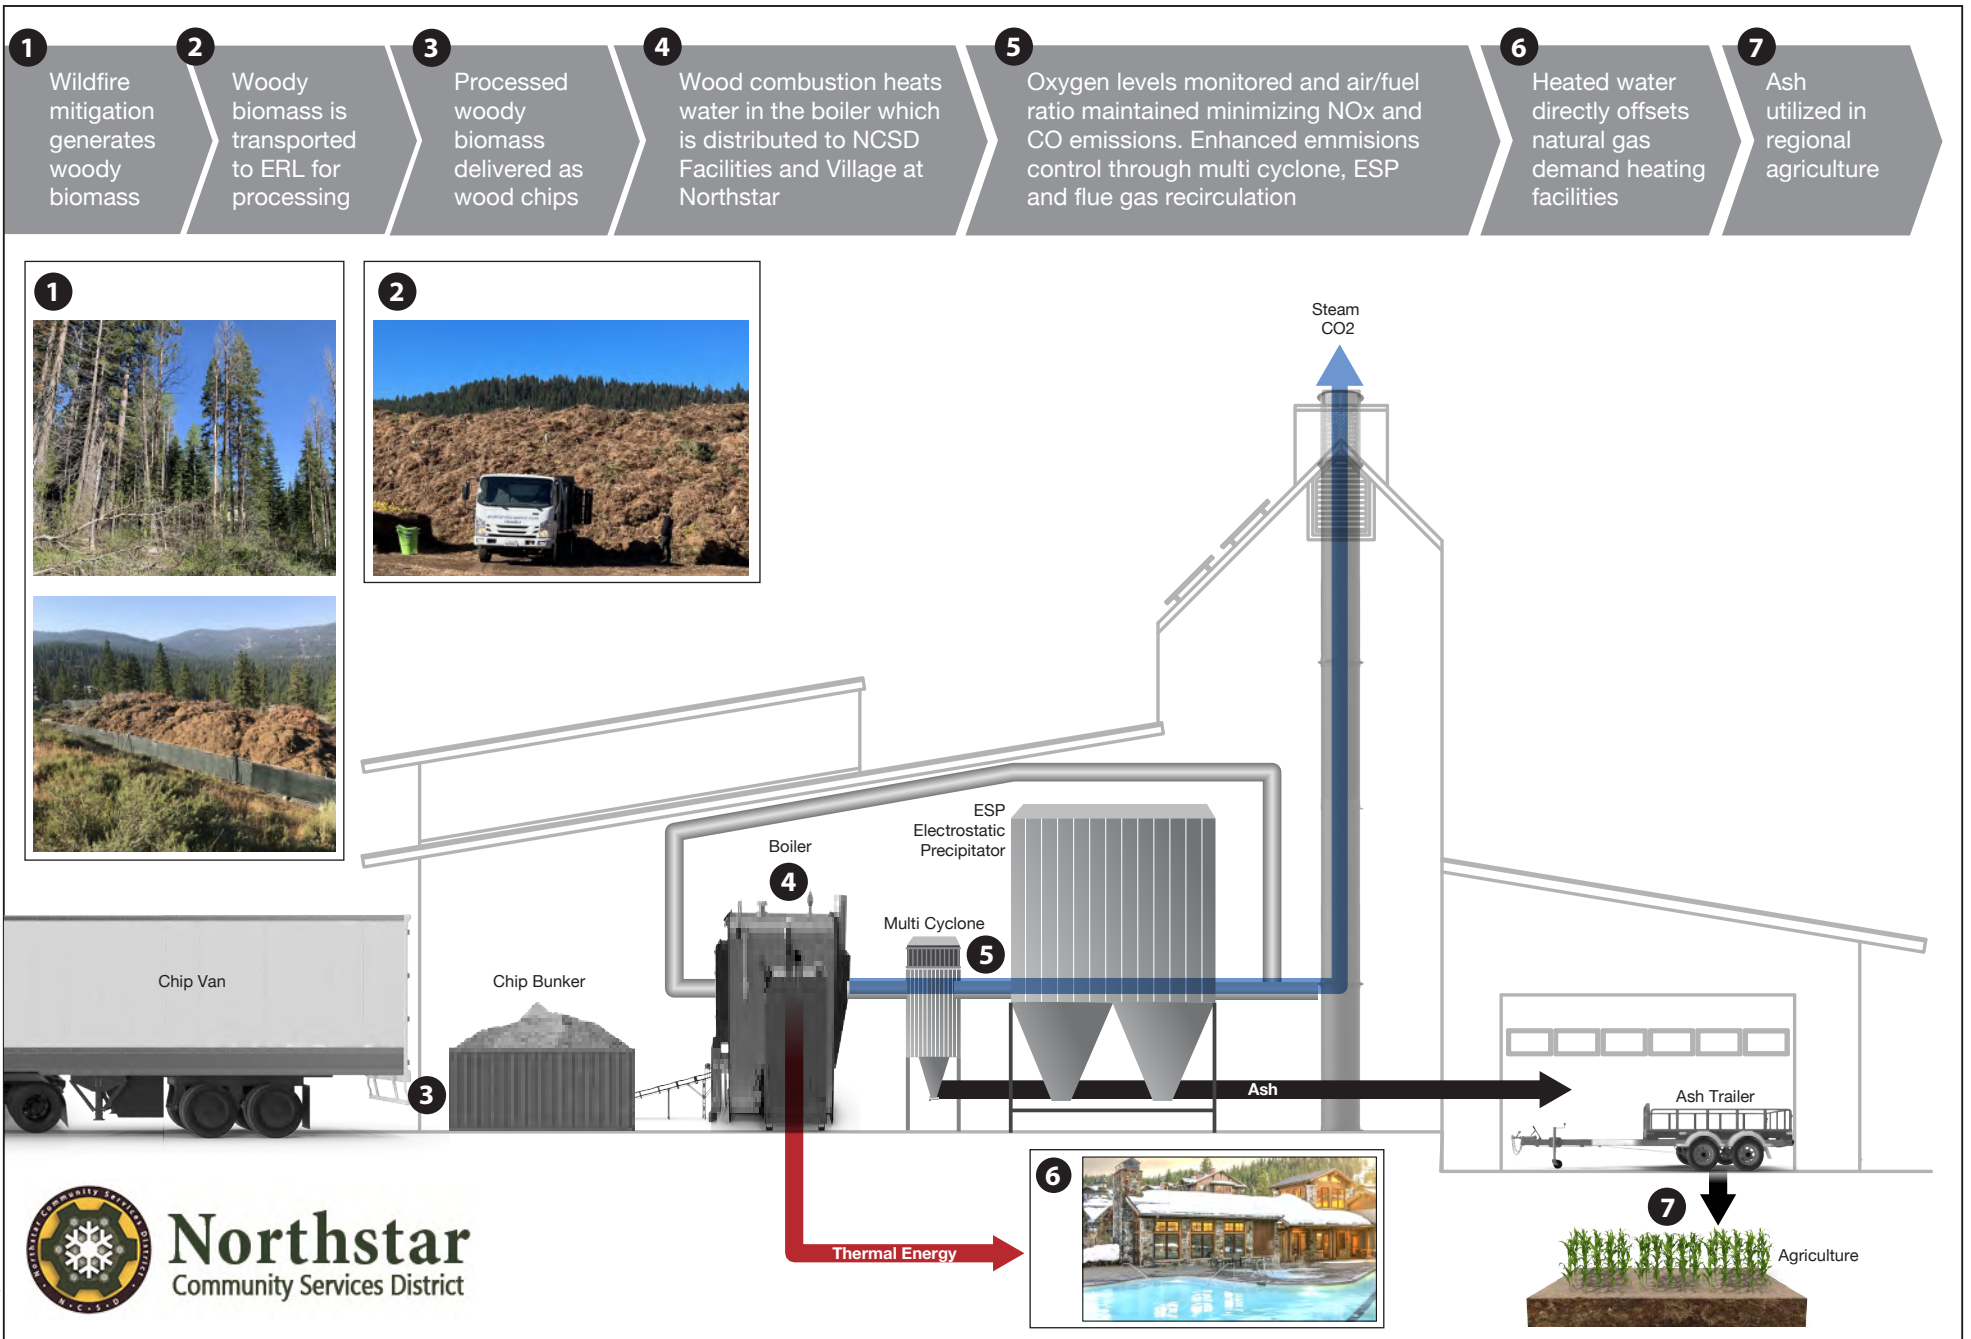 1
Wildfire
mitigation
generates
woody
biomass
2
Woody
biomass is
transported
to ERL for
processing
3
Processed
woody
biomass
delivered as
wood chips
4
Wood combustion heats
water in the boiler which
is distributed to NCSD
Facilities and Village at
Northstar
5
Oxygen levels monitored and air/fuel
ratio maintained minimizing NOx and
CO emissions. Enhanced emmisions
control through multi cyclone, ESP
and flue gas recirculation
6
Heated water
directly offsets
natural gas
demand heating
facilities
7
Ash
utilized in
regional
agriculture
1
2
Steam
CO2
ESP
Electrostatic
Precipitator
Boiler
4
Multi Cyclone
5
Chip Van
Chip Bunker
3
Ash
Ash Trailer
6
Thermal Energy
7
Agriculture
Northstar Community Services District
N·C·S·D
Northstar
Community Services District